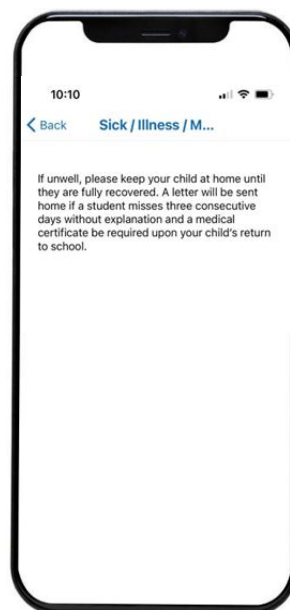 10:10
Back Sick / Illness / M...
If unwell, please keep your child at home until
they are fully recovered. A letter will be sent
home if a student misses three consecutive
days without explanation and a medical
certificate be required upon your child's return
to school.